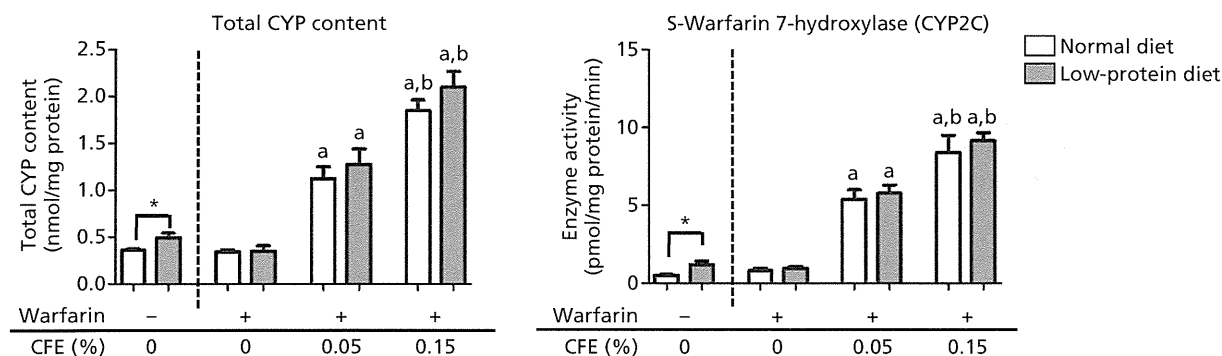 Total CYP content
Total CYP content
(nmol/mg protein)
2.5
2.0
1.5
1.0
0.5
0.0
*
a
a
a,b
a,b
Warfarin – + + +
CFE (%) 0 0 0.05 0.15
S-Warfarin 7-hydroxylase (CYP2C)
Enzyme activity
(pmol/mg protein/min)
15
10
5
0
*
a
a
a,b
a,b
Warfarin – + + +
CFE (%) 0 0 0.05 0.15
Normal diet
Low-protein diet